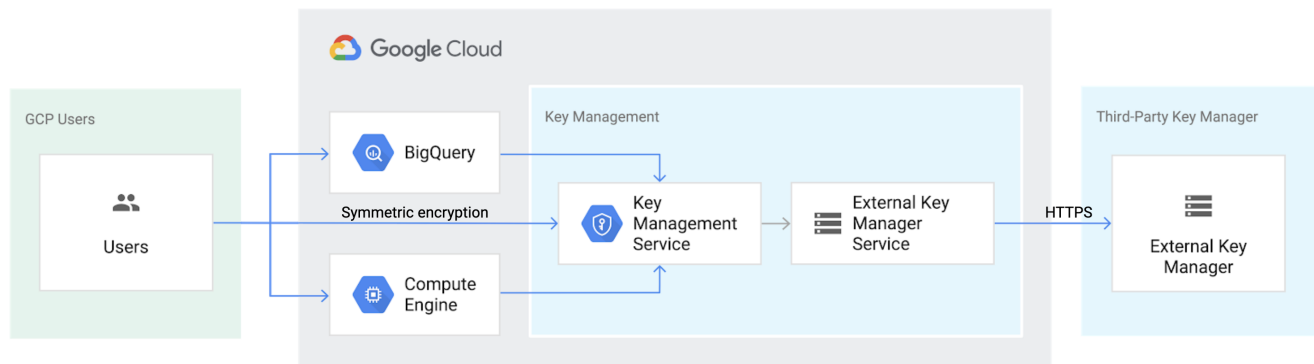 Google Cloud
GCP Users
Users
BigQuery
Symmetric encryption
Compute
Engine
Key Management
Key
Management
Service
External Key
Manager
Service
HTTPS
Third-Party Key Manager
External Key
Manager